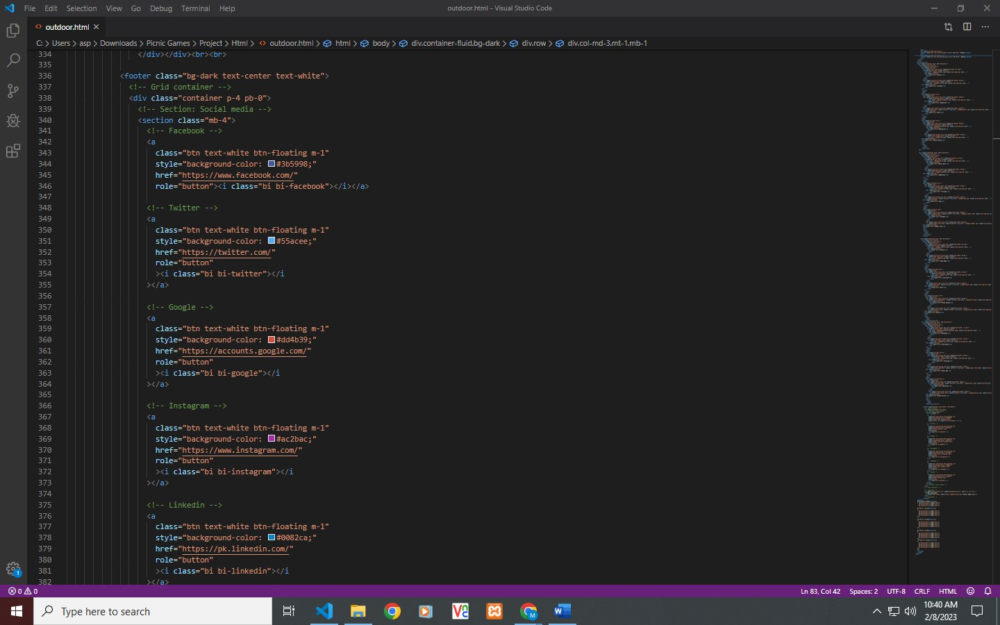 File Edit Selection View Go Debug Terminal Help
outdoor.html - Visual Studio Code
outdoor.html
C: > Users > asp > Downloads > Picnic Games > Project > Html > outdoor.html > html > body > div.container-fluid.bg-dark > div.row > div.col-md-3.mt-1.mb-1
334 </div></div><br><br>
335
336 <footer class="bg-dark text-center text-white">
337 <!-- Grid container -->
338 <div class="container p-4 pb-0">
339 <!-- Section: Social media -->
340 <section class="mb-4">
341 <!-- Facebook -->
342 <a
343 class="btn text-white btn-floating m-1"
344 style="background-color: #3b5998;"
345 href="https://www.facebook.com/"
346 role="button"><i class="bi bi-facebook"></i></a>
347
348 <!-- Twitter -->
349 <a
350 class="btn text-white btn-floating m-1"
351 style="background-color: #55acee;"
352 href="https://twitter.com/"
353 role="button"
354 ><i class="bi bi-twitter"></i
355 ></a>
356
357 <!-- Google -->
358 <a
359 class="btn text-white btn-floating m-1"
360 style="background-color: #dd4b39;"
361 href="https://accounts.google.com/"
362 role="button"
363 ><i class="bi bi-google"></i
364 ></a>
365
366 <!-- Instagram -->
367 <a
368 class="btn text-white btn-floating m-1"
369 style="background-color: #ac2bac;"
370 href="https://www.instagram.com/"
371 role="button"
372 ><i class="bi bi-instagram"></i
373 ></a>
374
375 <!-- Linkedin -->
376 <a
377 class="btn text-white btn-floating m-1"
378 style="background-color: #0082ca;"
379 href="https://pk.linkedin.com/"
380 role="button"
381 ><i class="bi bi-linkedin"></i
382 ></a>
1
0 0
Ln 83, Col 42 Spaces: 2 UTF-8 CRLF HTML
Type here to search
10:40 AM
2/8/2023